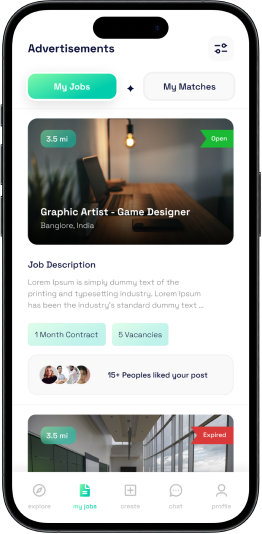 Advertisements
My Jobs
My Matches
3.5 mi
Open
Graphic Artist - Game Designer
Banglore, India
Job Description
Lorem Ipsum is simply dummy text of the
printing and typesetting industry. Lorem Ipsum
has been the industry's standard dummy text ...
1 Month Contract
5 Vacancies
15+ Peoples liked your post
3.5 mi
Expired
explore
my jobs
create
chat
profile